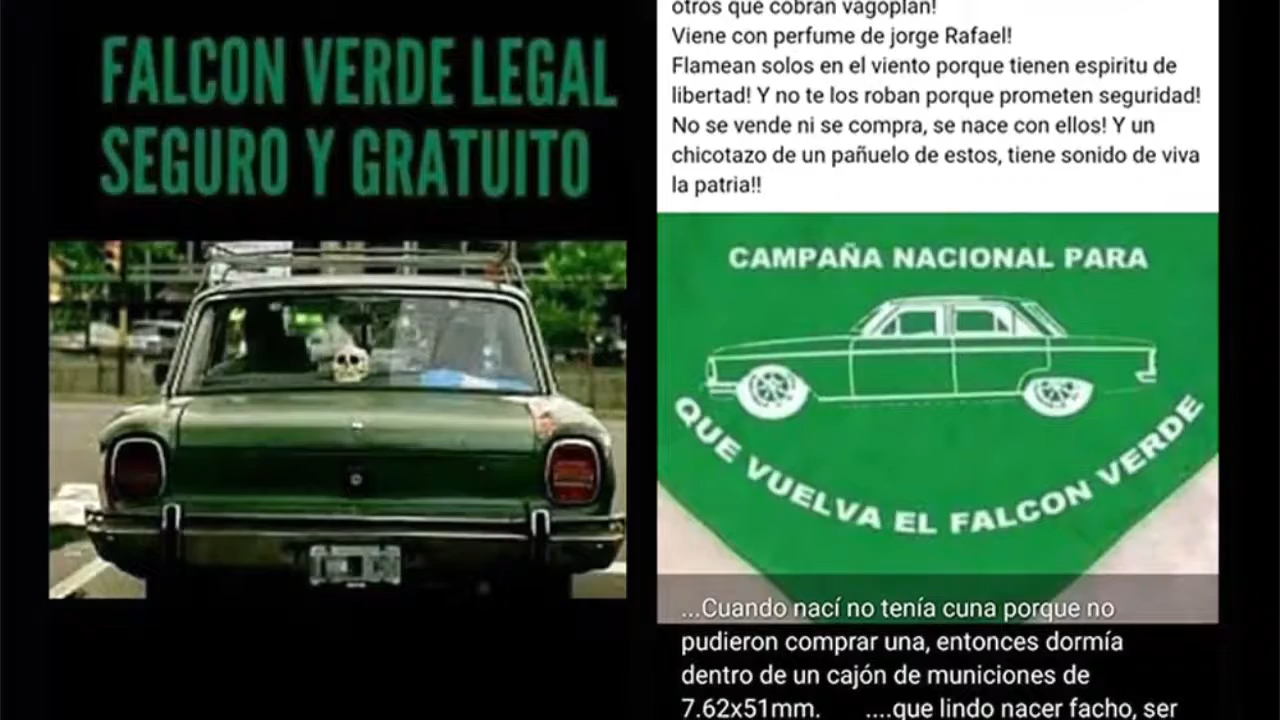 FALCON VERDE LEGAL
SEGURO Y GRATUITO
otros que cobran vagoplan!
Viene con perfume de jorge Rafael!
Flamean solos en el viento porque tienen espiritu de
libertad! Y no te los roban porque prometen seguridad!
No se vende ni se compra, se nace con ellos! Y un
chicotazo de un pañuelo de estos, tiene sonido de viva
la patria!!
CAMPAÑA NACIONAL PARA
QUE VUELVA EL FALCON VERDE
...Cuando nací no tenía cuna porque no
pudieron comprar una, entonces dormía
dentro de un cajón de municiones de
7.62x51mm. ....que lindo nacer facho, ser